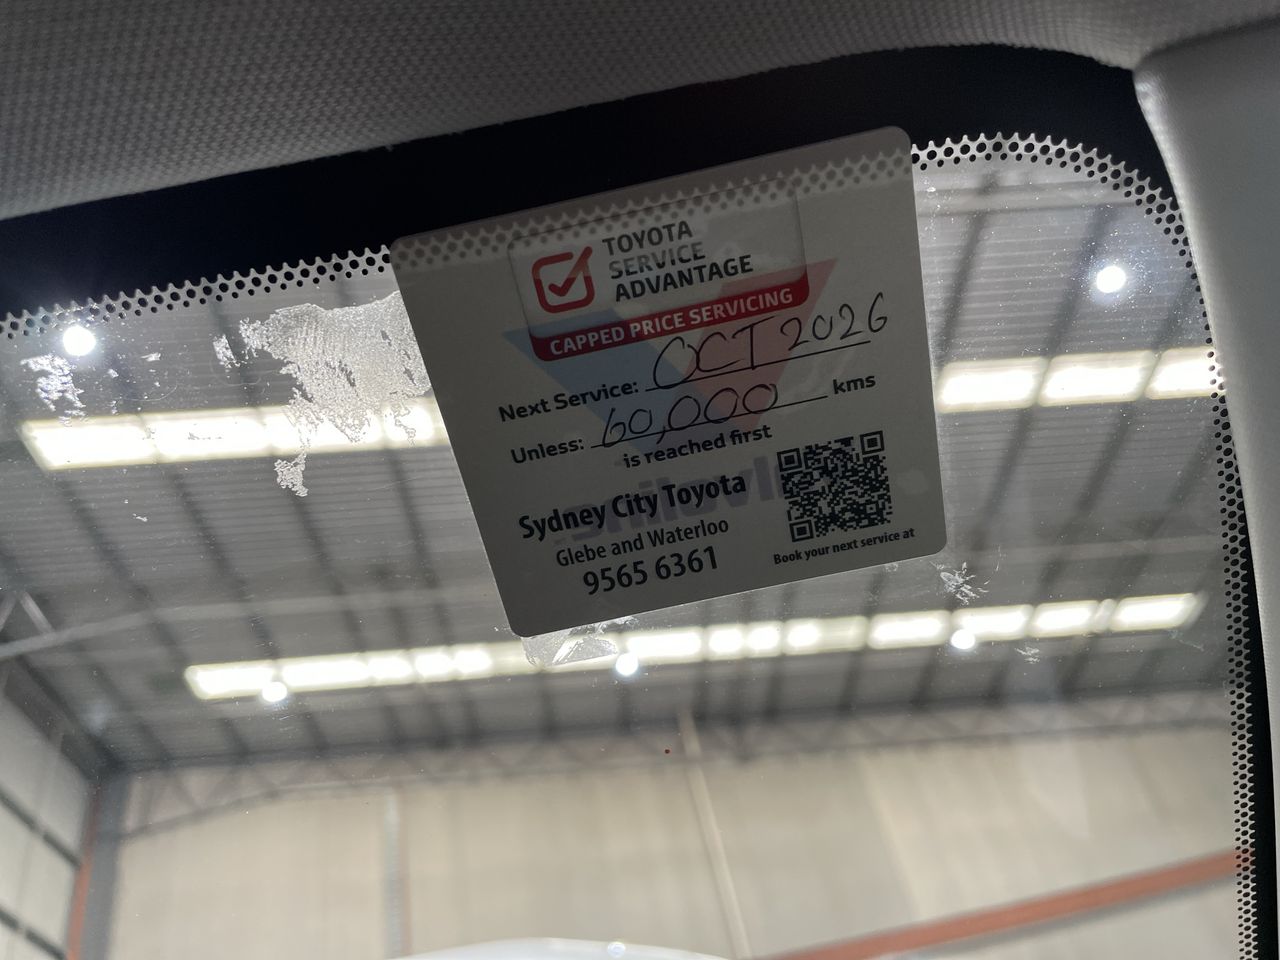 TOYOTA
SERVICE
ADVANTAGE
CAPPED PRICE SERVICING
Next Service: OCT 2026
Unless: 60,000 kms
is reached first
Sydney City Toyota
Glebe and Waterloo
9565 6361
Book your next service at